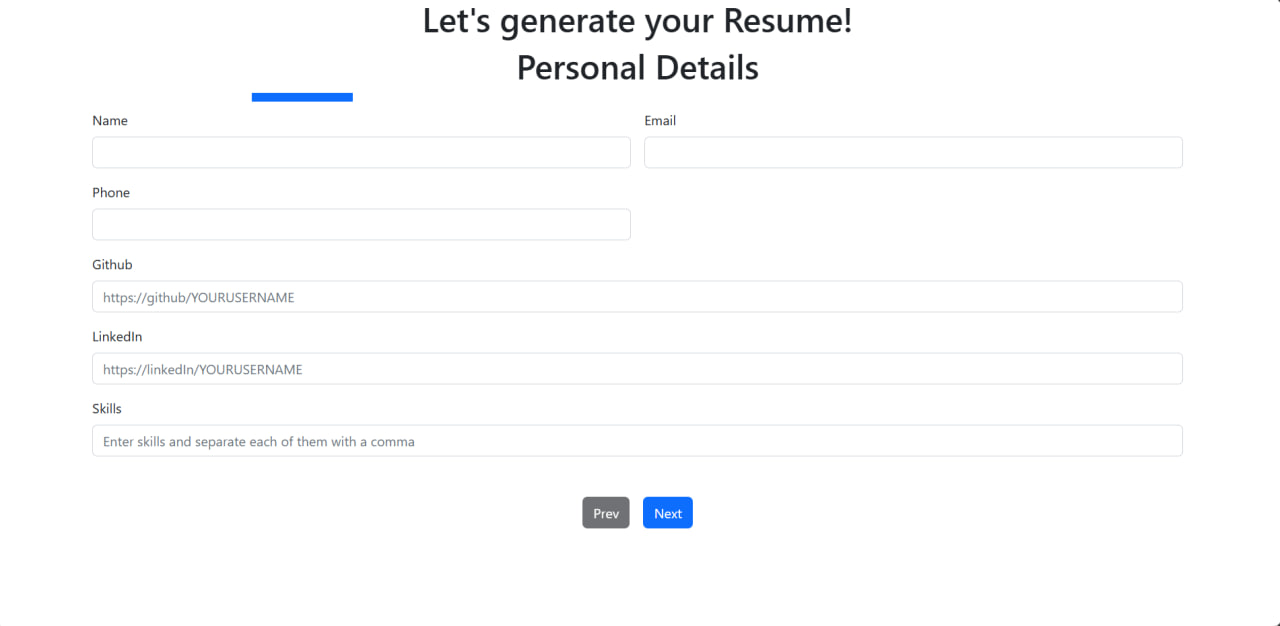 Let's generate your Resume!
Personal Details
Name Email
Phone
Github
https://github/YOURUSERNAME
LinkedIn
https://linkedIn/YOURUSERNAME
Skills
Enter skills and separate each of them with a comma
Prev Next